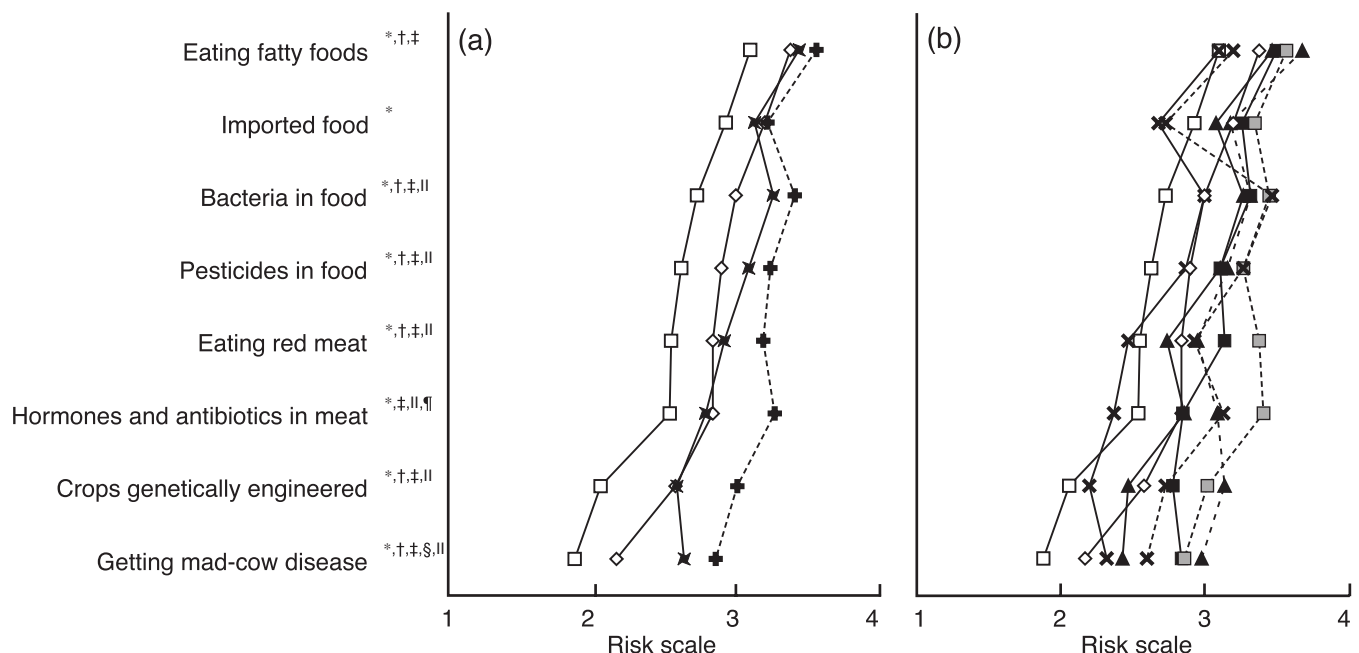 (a)
(b)
Eating fatty foods *,†,‡
Imported food *
Bacteria in food *,†,‡,II
Pesticides in food *,†,‡,II
Eating red meat *,†,‡,II
Hormones and antibiotics in meat *,‡,II,¶
Crops genetically engineered *,†,‡,II
Getting mad-cow disease *,†,‡,§,II
1 2 3 4
Risk scale
1 2 3 4
Risk scale